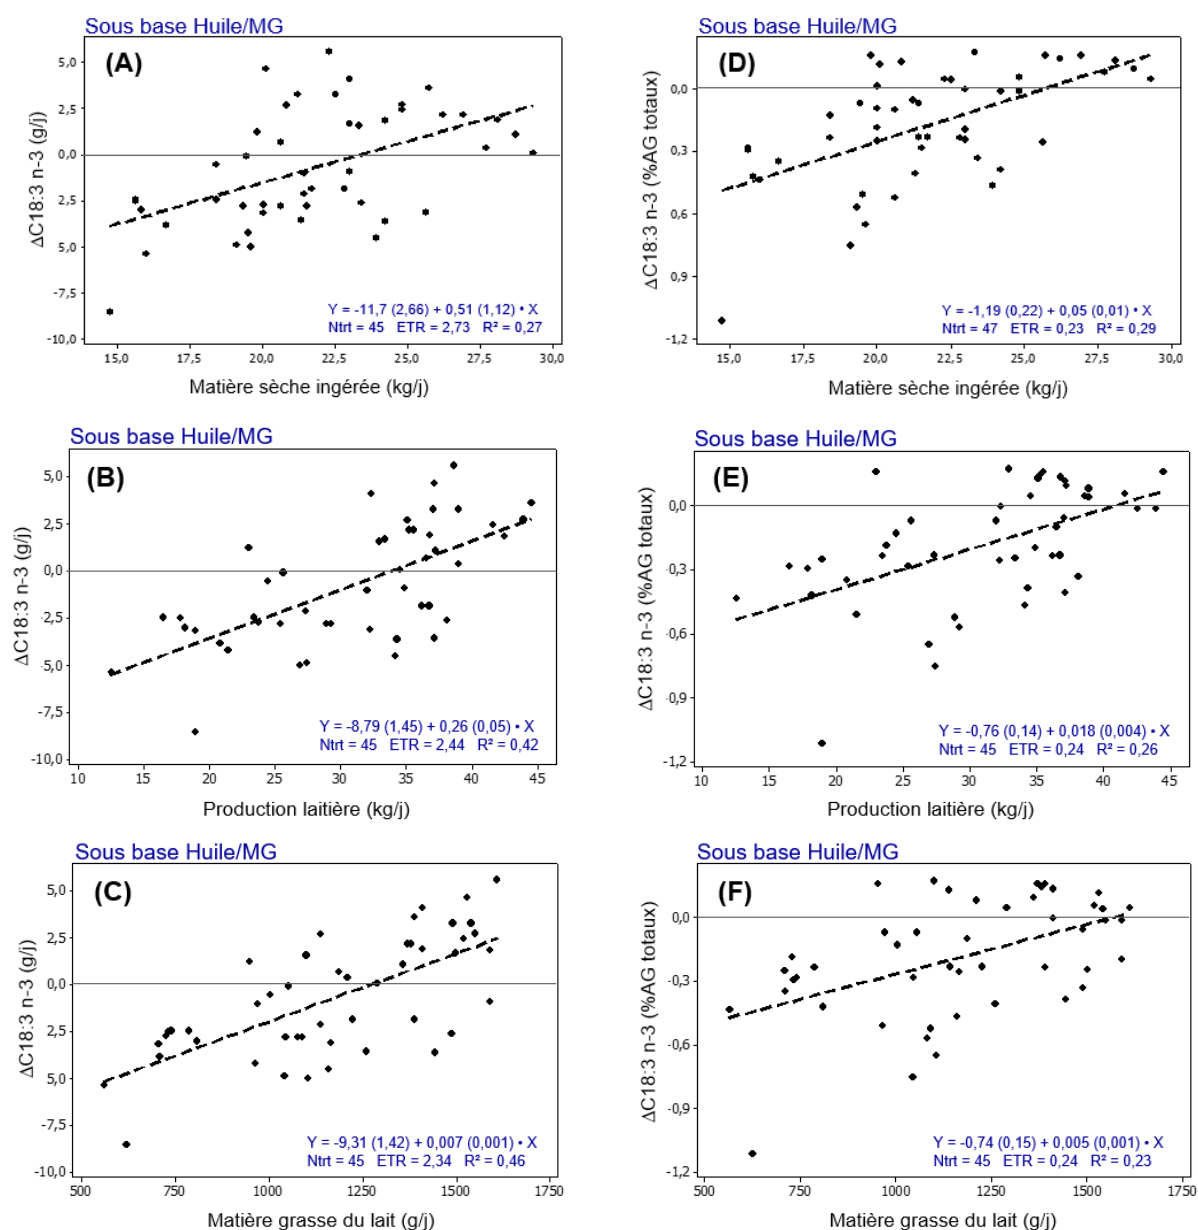 Sous base Huile/MG
(A)
5,0
2,5
0,0
2,5
5,0
-7,5
-10,0
ΔC18:3 n-3 (g/j)
Y = -11,7 (2,66) + 0,51 (1,12) • X
Ntrt = 45 ETR = 2,73 R² = 0,27
15,0 17,5 20,0 22,5 25,0 27,5 30,0
Matière sèche ingérée (kg/j)
Sous base Huile/MG
(D)
0,0
0,3
0,6
0,9
-1,2
ΔC18:3 n-3 (%AG totaux)
Y = -1,19 (0,22) + 0,05 (0,01) • X
Ntrt = 47 ETR = 0,23 R² = 0,29
15,0 17,5 20,0 22,5 25,0 27,5 30,0
Matière sèche ingérée (kg/j)
Sous base Huile/MG
(B)
5,0
2,5
0,0
2,5
-5,0
-7,5
-10,0
ΔC18:3 n-3 (g/j)
Y = -8,79 (1,45) + 0,26 (0,05) • X
Ntrt = 45 ETR = 2,44 R² = 0,42
10 15 20 25 30 35 40 45
Production laitière (kg/j)
Sous base Huile/MG
(E)
0,0
-0,3
-0,6
-0,9
-1,2
ΔC18:3 n-3 (%AG totaux)
Y = -0,76 (0,14) + 0,018 (0,004) • X
Ntrt = 45 ETR = 0,24 R² = 0,26
10 15 20 25 30 35 40 45
Production laitière (kg/j)
Sous base Huile/MG
(C)
5,0
2,5
0,0
2,5
5,0
-7,5
-10,0
ΔC18:3 n-3 (g/j)
Y = -9,31 (1,42) + 0,007 (0,001) • X
Ntrt = 45 ETR = 2,34 R² = 0,46
500 750 1000 1250 1500 1750
Matière grasse du lait (g/j)
Sous base Huile/MG
(F)
0,0
-0,3
-0,6
-0,9
-1,2
ΔC18:3 n-3 (%AG totaux)
Y = -0,74 (0,15) + 0,005 (0,001) • X
Ntrt = 45 ETR = 0,24 R² = 0,23
500 750 1000 1250 1500 1750
Matière grasse du lait (g/j)